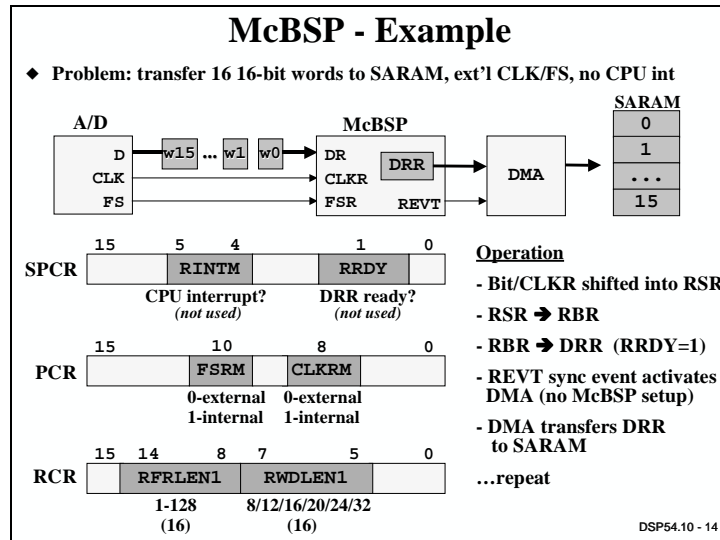 McBSP - Example
◆ Problem: transfer 16 16-bit words to SARAM, ext'l CLK/FS, no CPU int
A/D
D
CLK
FS
w15 ... w1 w0
McBSP
DR
CLKR
FSR
DRR
REVT
DMA
SARAM
0
1
...
15
SPCR
15 5 4 1 0
RINTM RRDY
CPU interrupt? DRR ready?
(not used) (not used)
PCR
15 10 8 0
FSRM CLKRM
0-external 0-external
1-internal 1-internal
RCR
15 14 8 7 5 0
RFRLEN1 RWDLEN1
1-128 8/12/16/20/24/32
(16) (16)
Operation
- Bit/CLKR shifted into RSR
- RSR ➔ RBR
- RBR ➔ DRR (RRDY=1)
- REVT sync event activates
DMA (no McBSP setup)
- DMA transfers DRR
to SARAM
...repeat
DSP54.10 - 14